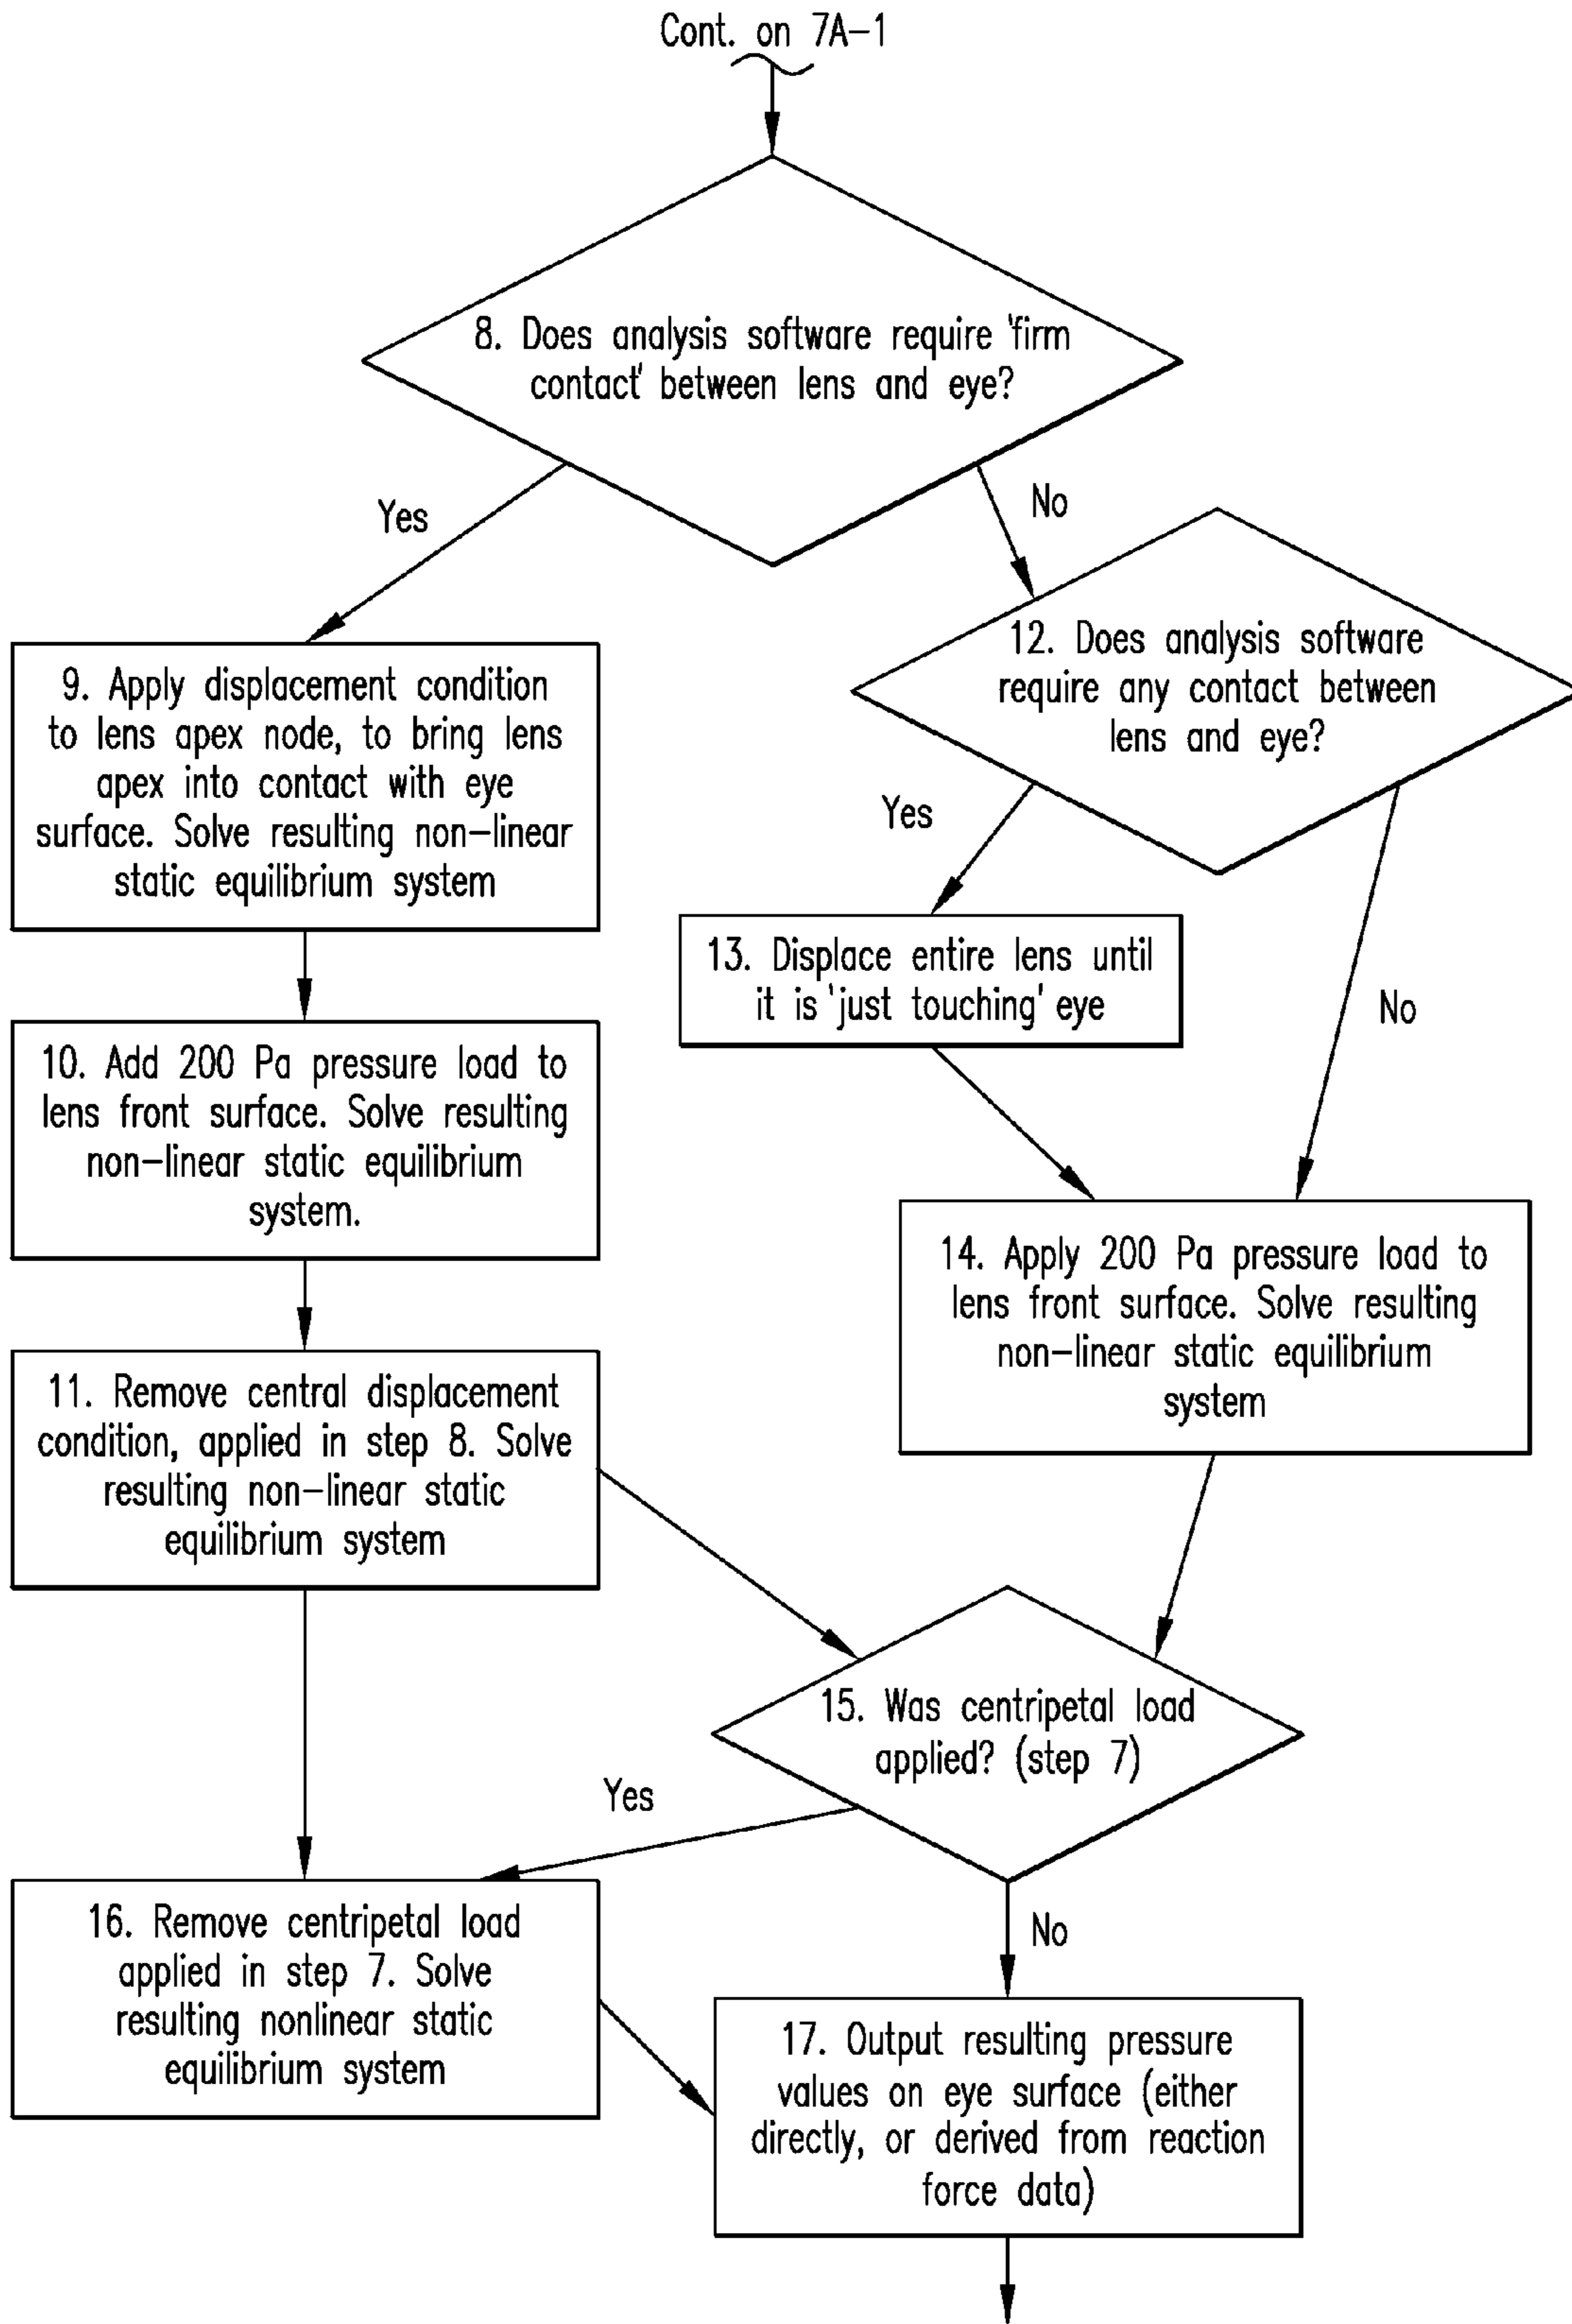 Cont. on 7A-1
8. Does analysis software require 'firm
contact' between lens and eye?
Yes
No
9. Apply displacement condition
to lens apex node, to bring lens
apex into contact with eye
surface. Solve resulting non-linear
static equilibrium system
12. Does analysis software
require any contact between
lens and eye?
Yes
No
13. Displace entire lens until
it is 'just touching' eye
10. Add 200 Pa pressure load to
lens front surface. Solve resulting
non-linear static equilibrium
system.
14. Apply 200 Pa pressure load to
lens front surface. Solve resulting
non-linear static equilibrium
system
11. Remove central displacement
condition, applied in step 8. Solve
resulting non-linear static
equilibrium system
15. Was centripetal load
applied? (step 7)
Yes
No
16. Remove centripetal load
applied in step 7. Solve
resulting nonlinear static
equilibrium system
17. Output resulting pressure
values on eye surface (either
directly, or derived from reaction
force data)